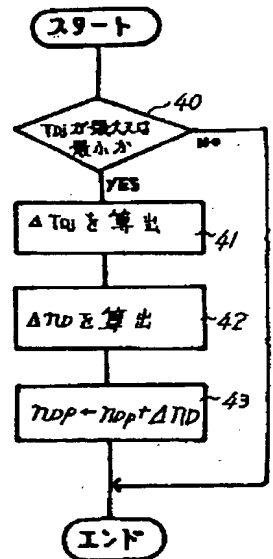 スタート
40
TDiが最大又は
最小か
NO
YES
ΔTDiを算出
41
ΔnDを算出
42
nDP←nDP+ΔnD
43
エンド